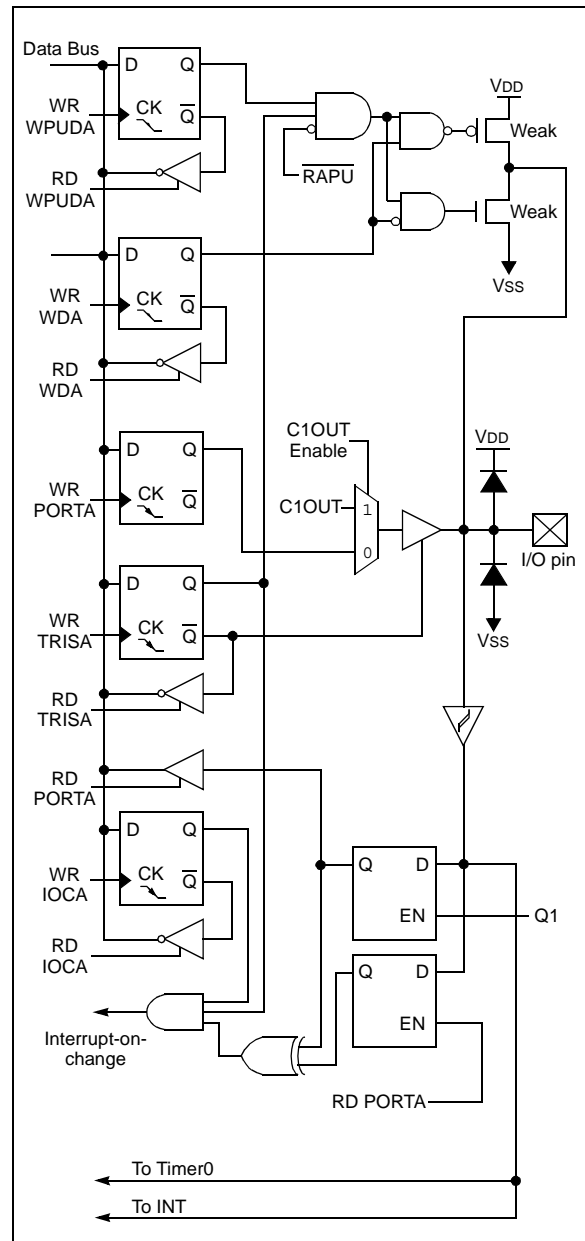 Data Bus
D Q
WR
WPUDA
CK
Q
RD
WPUDA
RAPU
VDD
Weak
Weak
VSS
D Q
WR
WDA
CK
Q
RD
WDA
D Q
WR
PORTA
CK
Q
C1OUT
Enable
C1OUT
1
0
VDD
I/O pin
VSS
D Q
WR
TRISA
CK
Q
RD
TRISA
RD
PORTA
D Q
WR
IOCA
CK
Q
RD
IOCA
Q D
EN
Q1
Q D
EN
RD PORTA
Interrupt-on-
change
To Timer0
To INT